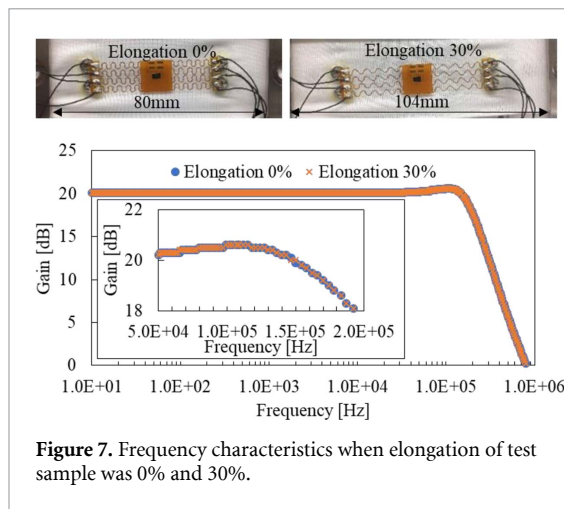 Elongation 0%
80mm
Elongation 30%
104mm
25
20
15
10
5
0
Gain [dB]
Elongation 0% Elongation 30%
22
20
18
Gain [dB]
5.0E+04 1.0E+05 1.5E+05 2.0E+05
Frequency [Hz]
1.0E+01 1.0E+02 1.0E+03 1.0E+04 1.0E+05 1.0E+06
Frequency [Hz]
Figure 7. Frequency characteristics when elongation of test
sample was 0% and 30%.